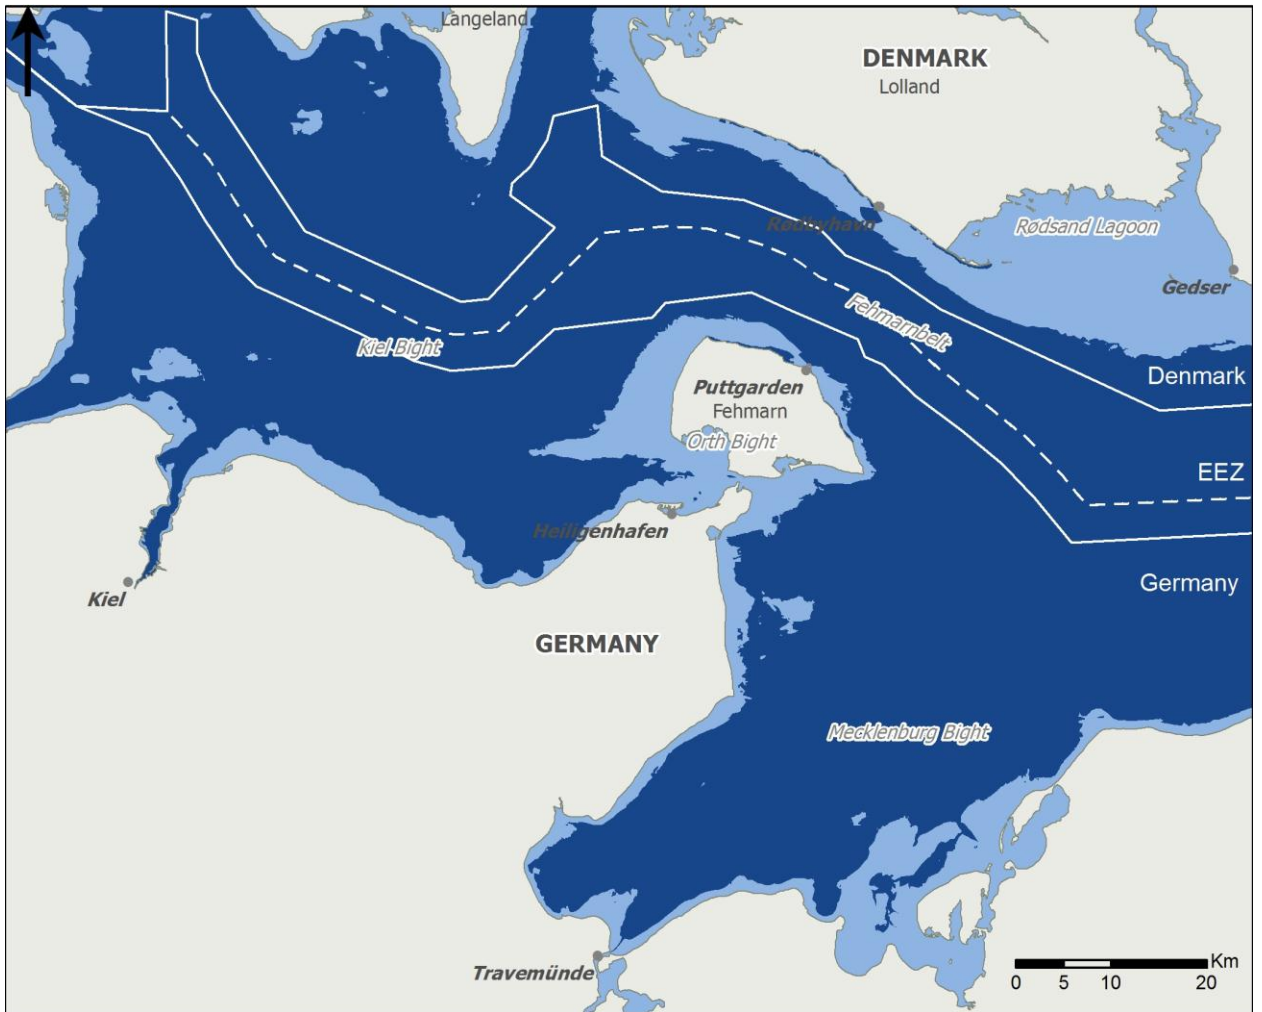 Langeland
DENMARK
Lolland
Rødbyhavn
Rødsand Lagoon
Gedser
Fehmarnbelt
Kiel Bight
Denmark
Puttgarden
Fehmarn
Orth Bight
EEZ
Heiligenhafen
Germany
Kiel
GERMANY
Mecklenburg Bight
Travemünde
Km
0 5 10 20